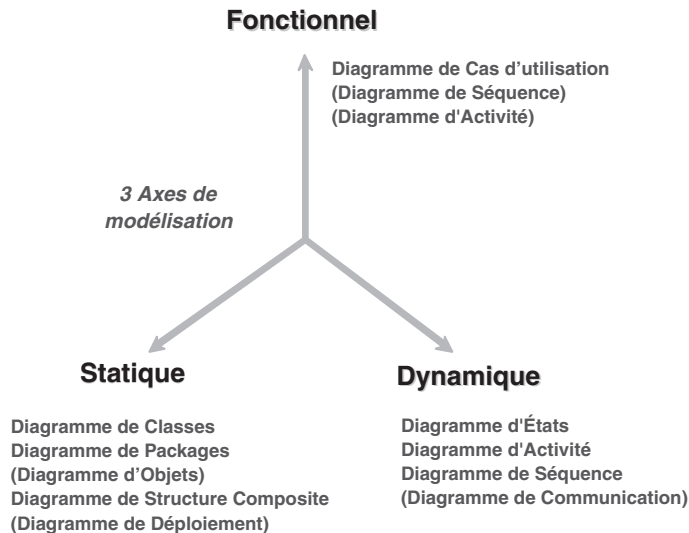 Fonctionnel
Diagramme de Cas d’utilisation
(Diagramme de Séquence)
(Diagramme d'Activité)
3 Axes de
modélisation
Statique
Diagramme de Classes
Diagramme de Packages
(Diagramme d’Objets)
Diagramme de Structure Composite
(Diagramme de Déploiement)
Dynamique
Diagramme d'États
Diagramme d'Activité
Diagramme de Séquence
(Diagramme de Communication)